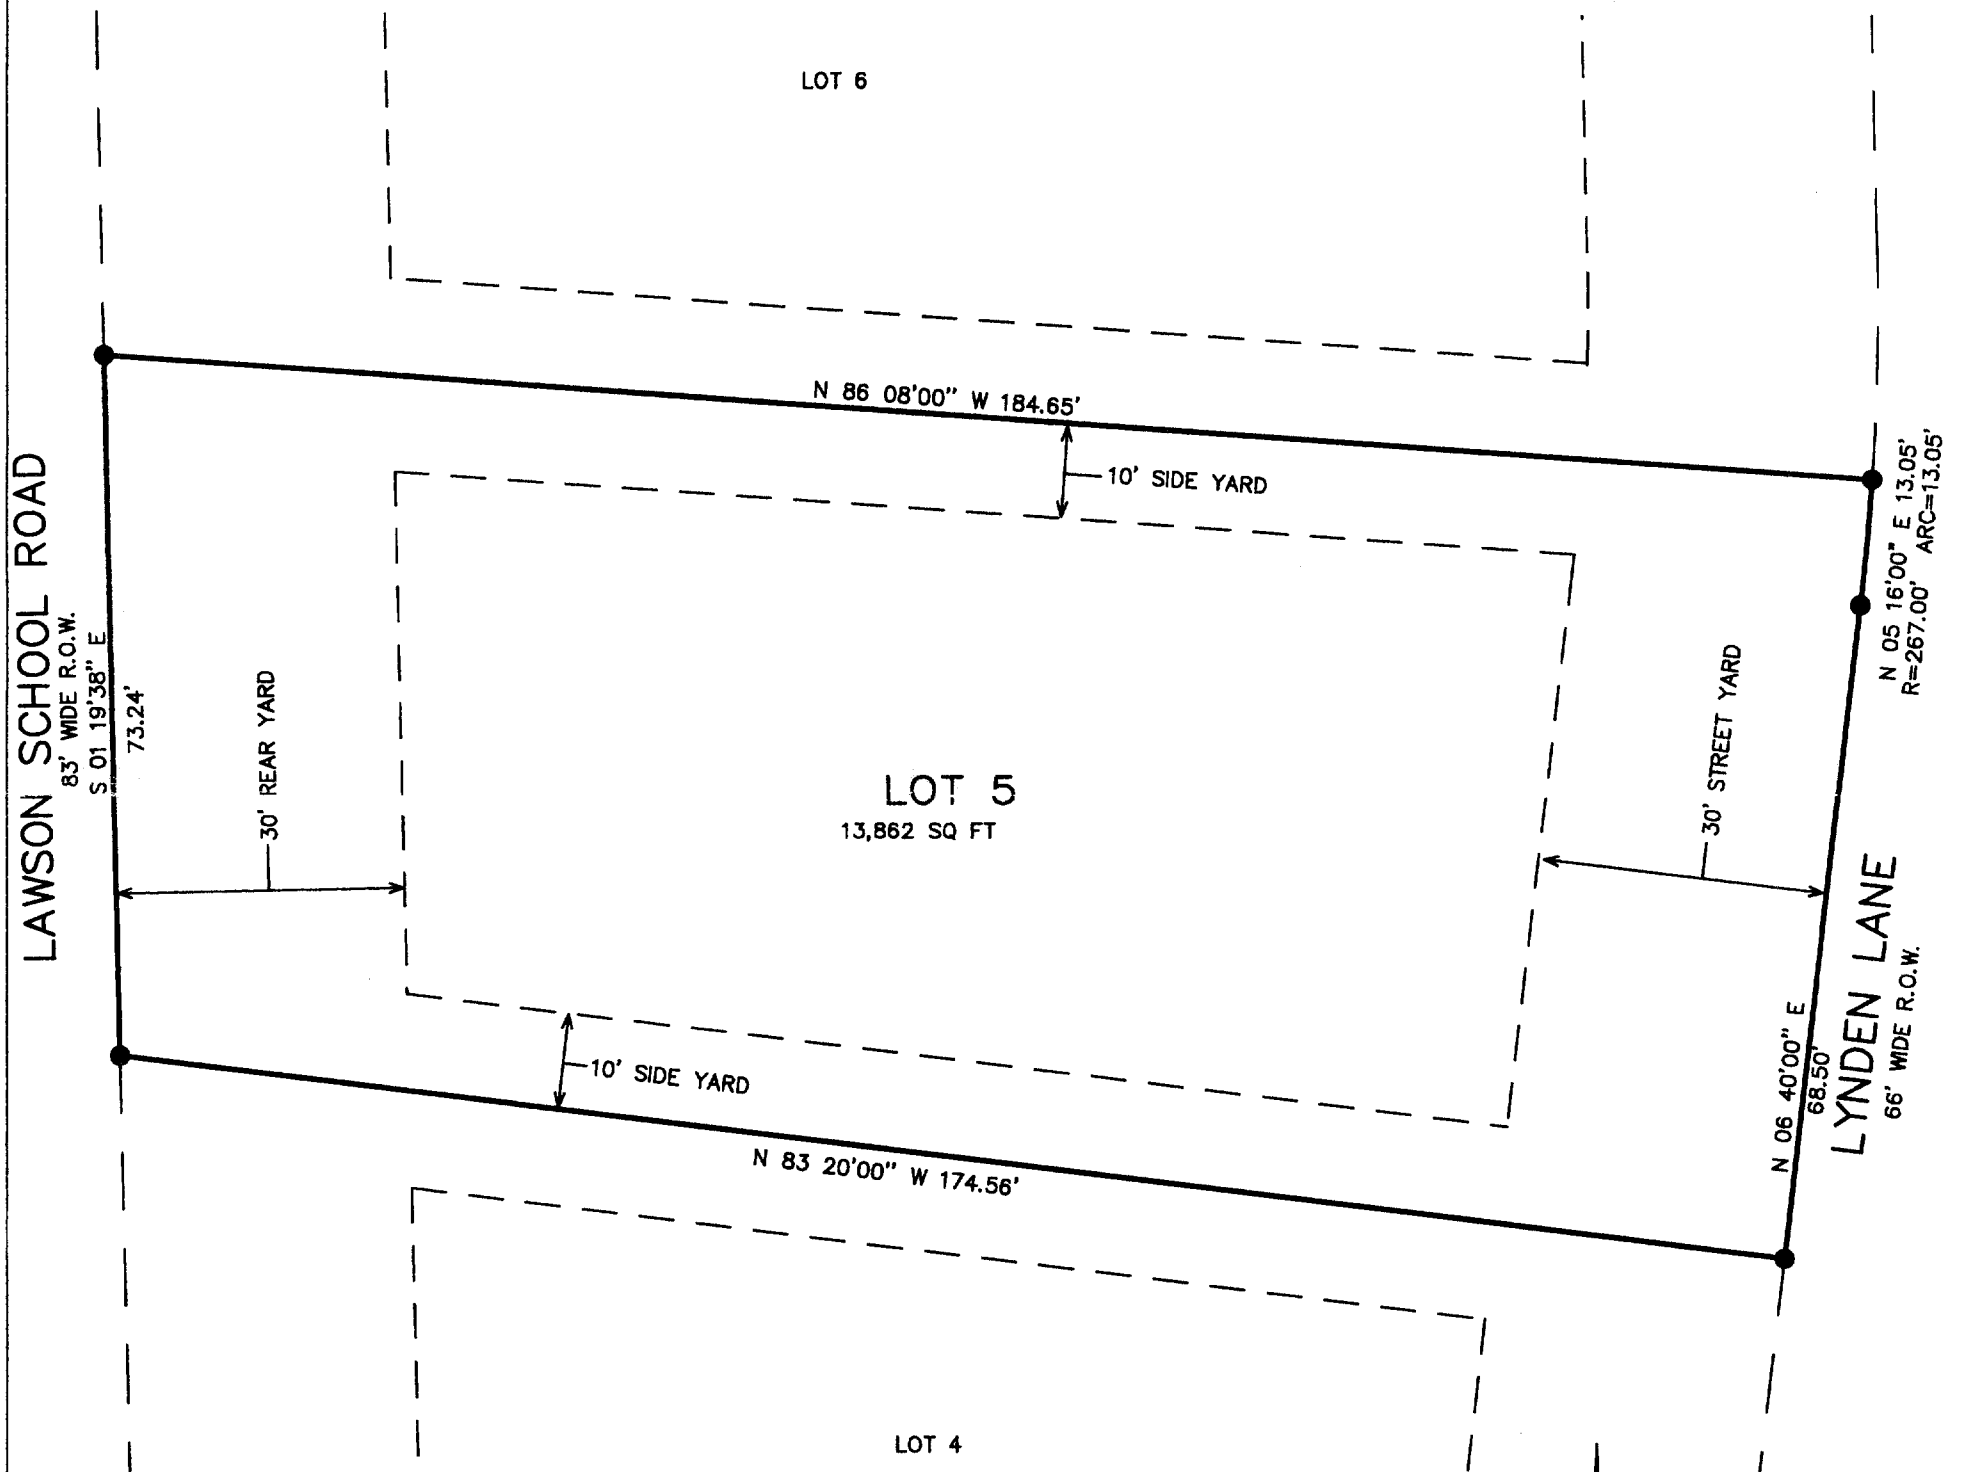 LOT 6
N 86 08'00" W 184.65'
10' SIDE YARD
LAWSON SCHOOL ROAD
83' WIDE R.O.W.
S 01 19'38" E
73.24'
30' REAR YARD
LOT 5
13,862 SQ FT
30' STREET YARD
N 05 16'00" E 13.05'
R=267.00' ARC=13.05'
N 06 40'00" E
68.50'
LYNDEN LANE
66' WIDE R.O.W.
10' SIDE YARD
N 83 20'00" W 174.56'
LOT 4